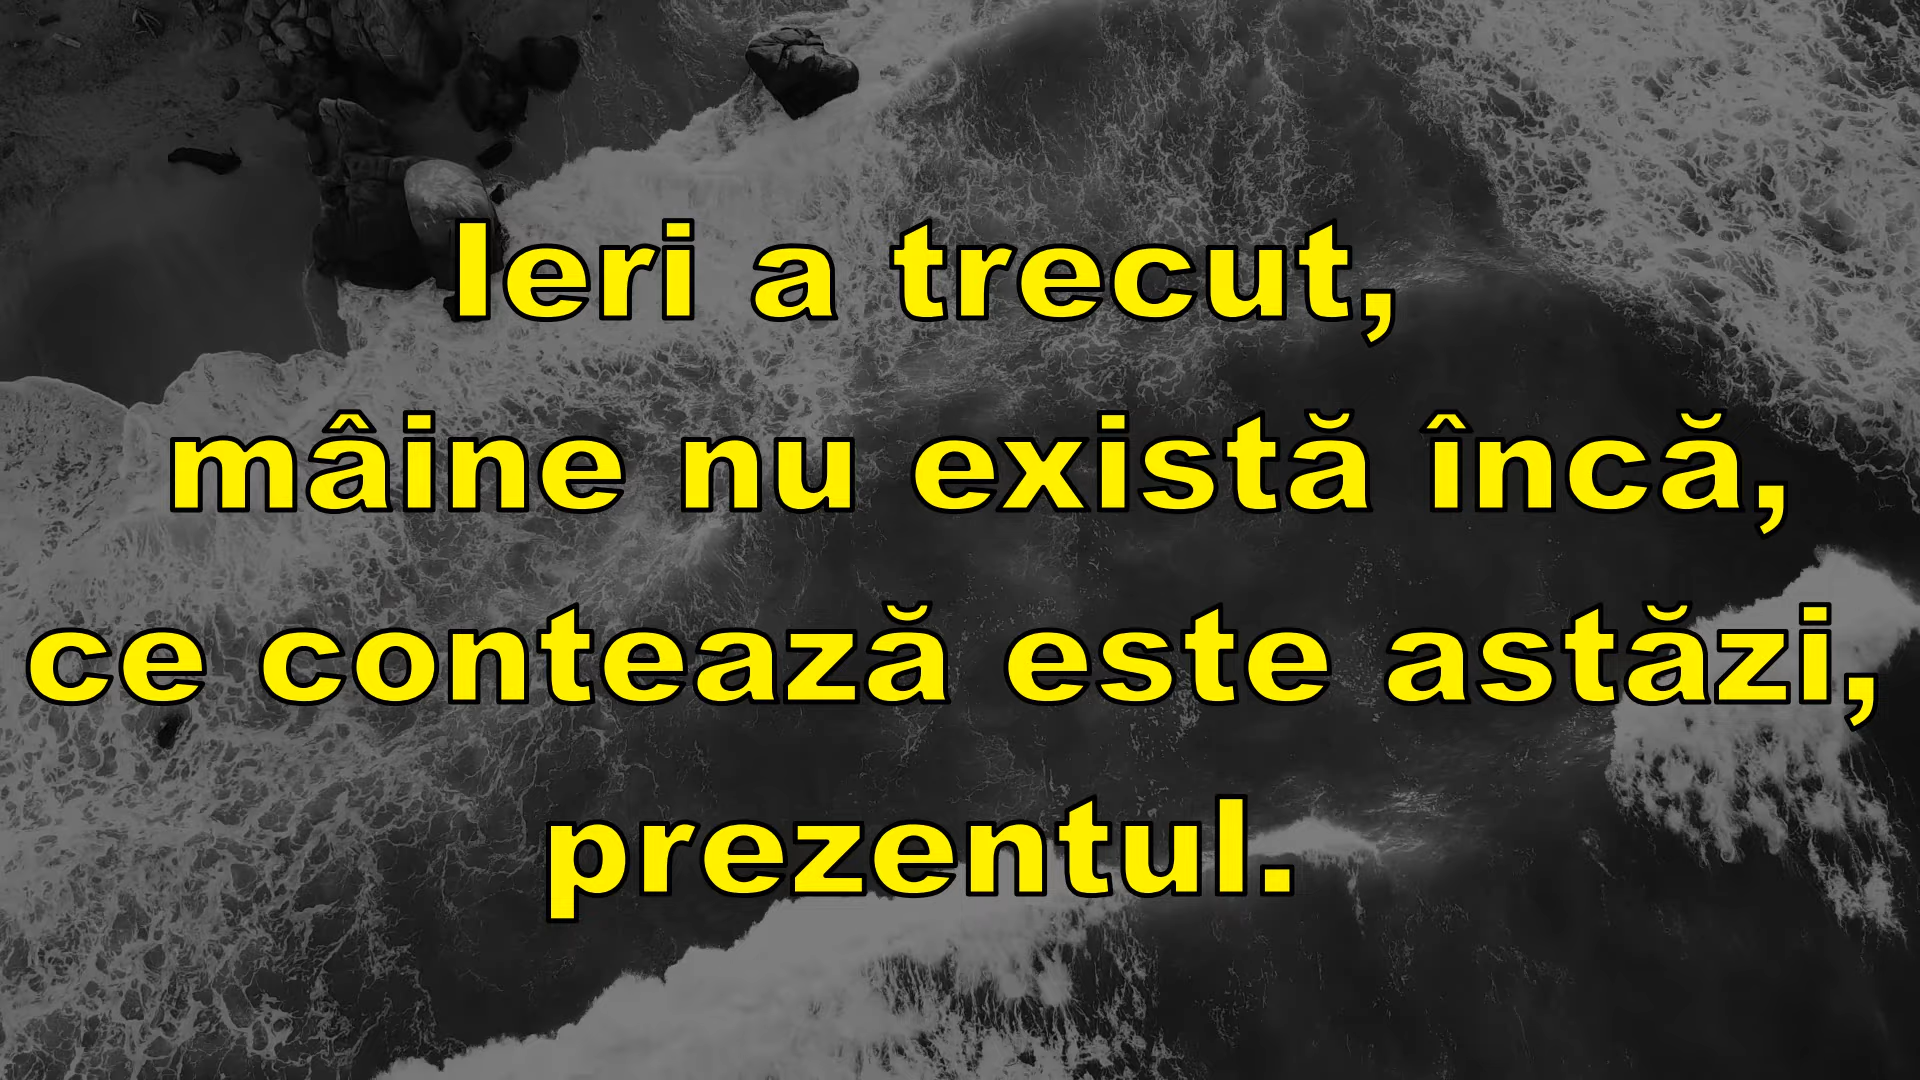 Ieri a trecut,
mâine nu există încă,
ce contează este astăzi,
prezentul.